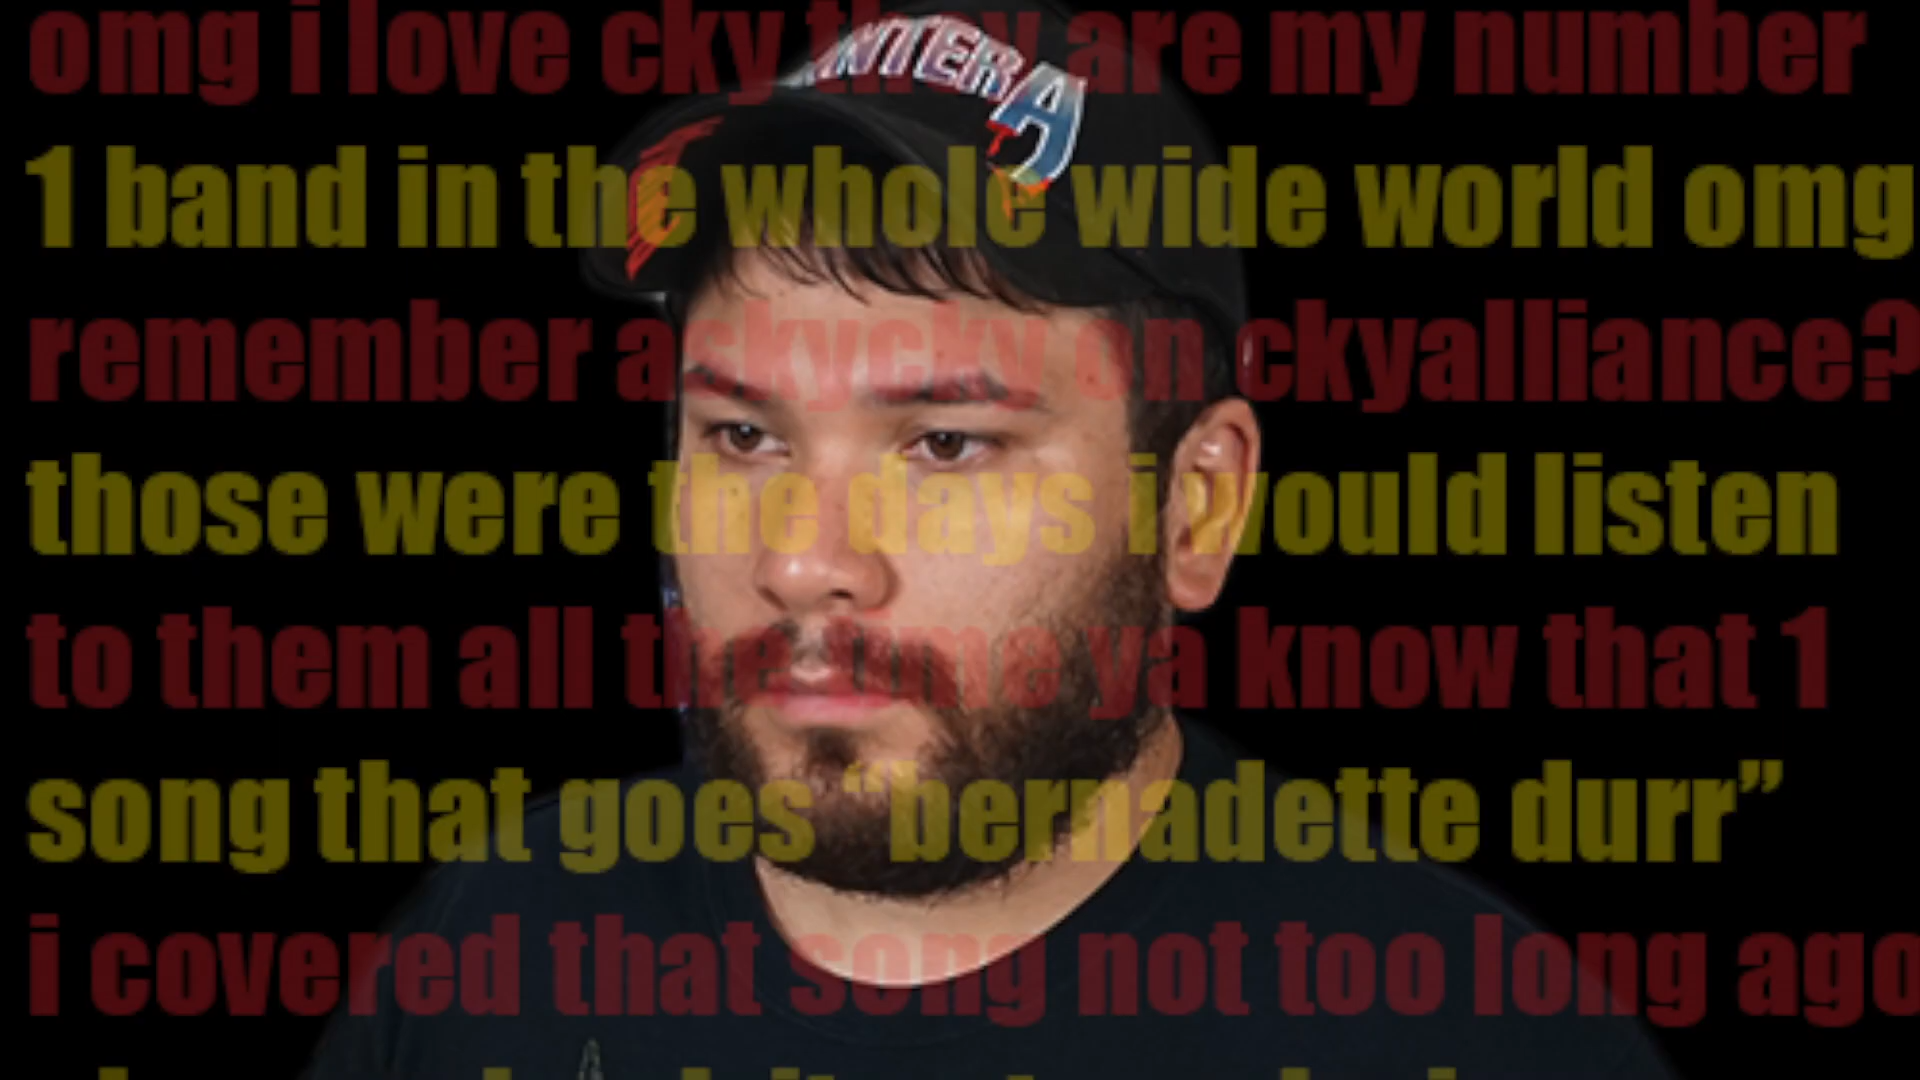 omg i love cky they are my number
NTERA
1 band in the whole wide world omg
remember askycky on ckyalliance?
those were the days i would listen
to them all the time ya know that 1
song that goes “bernadette durr”
i covered that song not too long ago